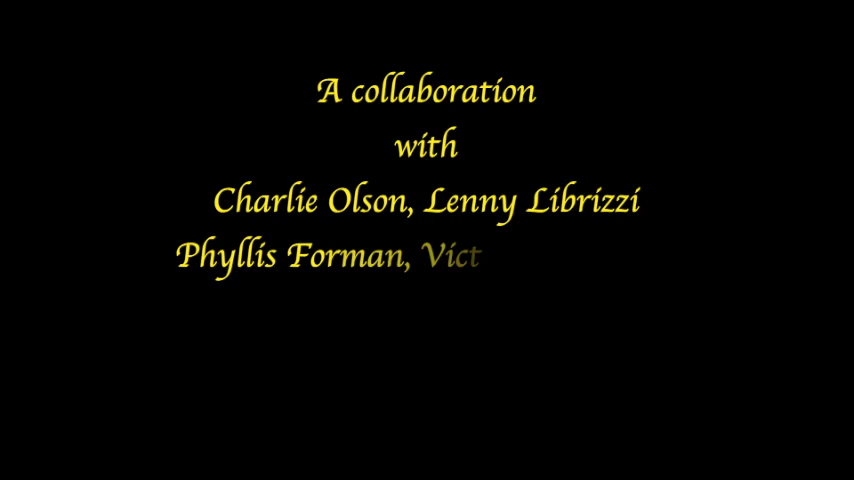 A collaboration
with
Charlie Olson, Lenny Librizzi
Phyllis Forman, Vict